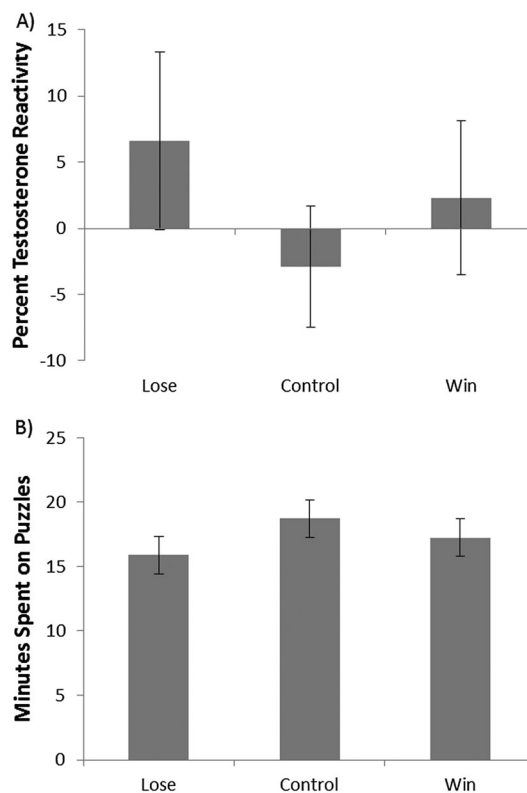 A)
Percent Testosterone Reactivity
15
10
5
0
-5
-10
Lose Control Win
B)
Minutes Spent on Puzzles
25
20
15
10
5
0
Lose Control Win